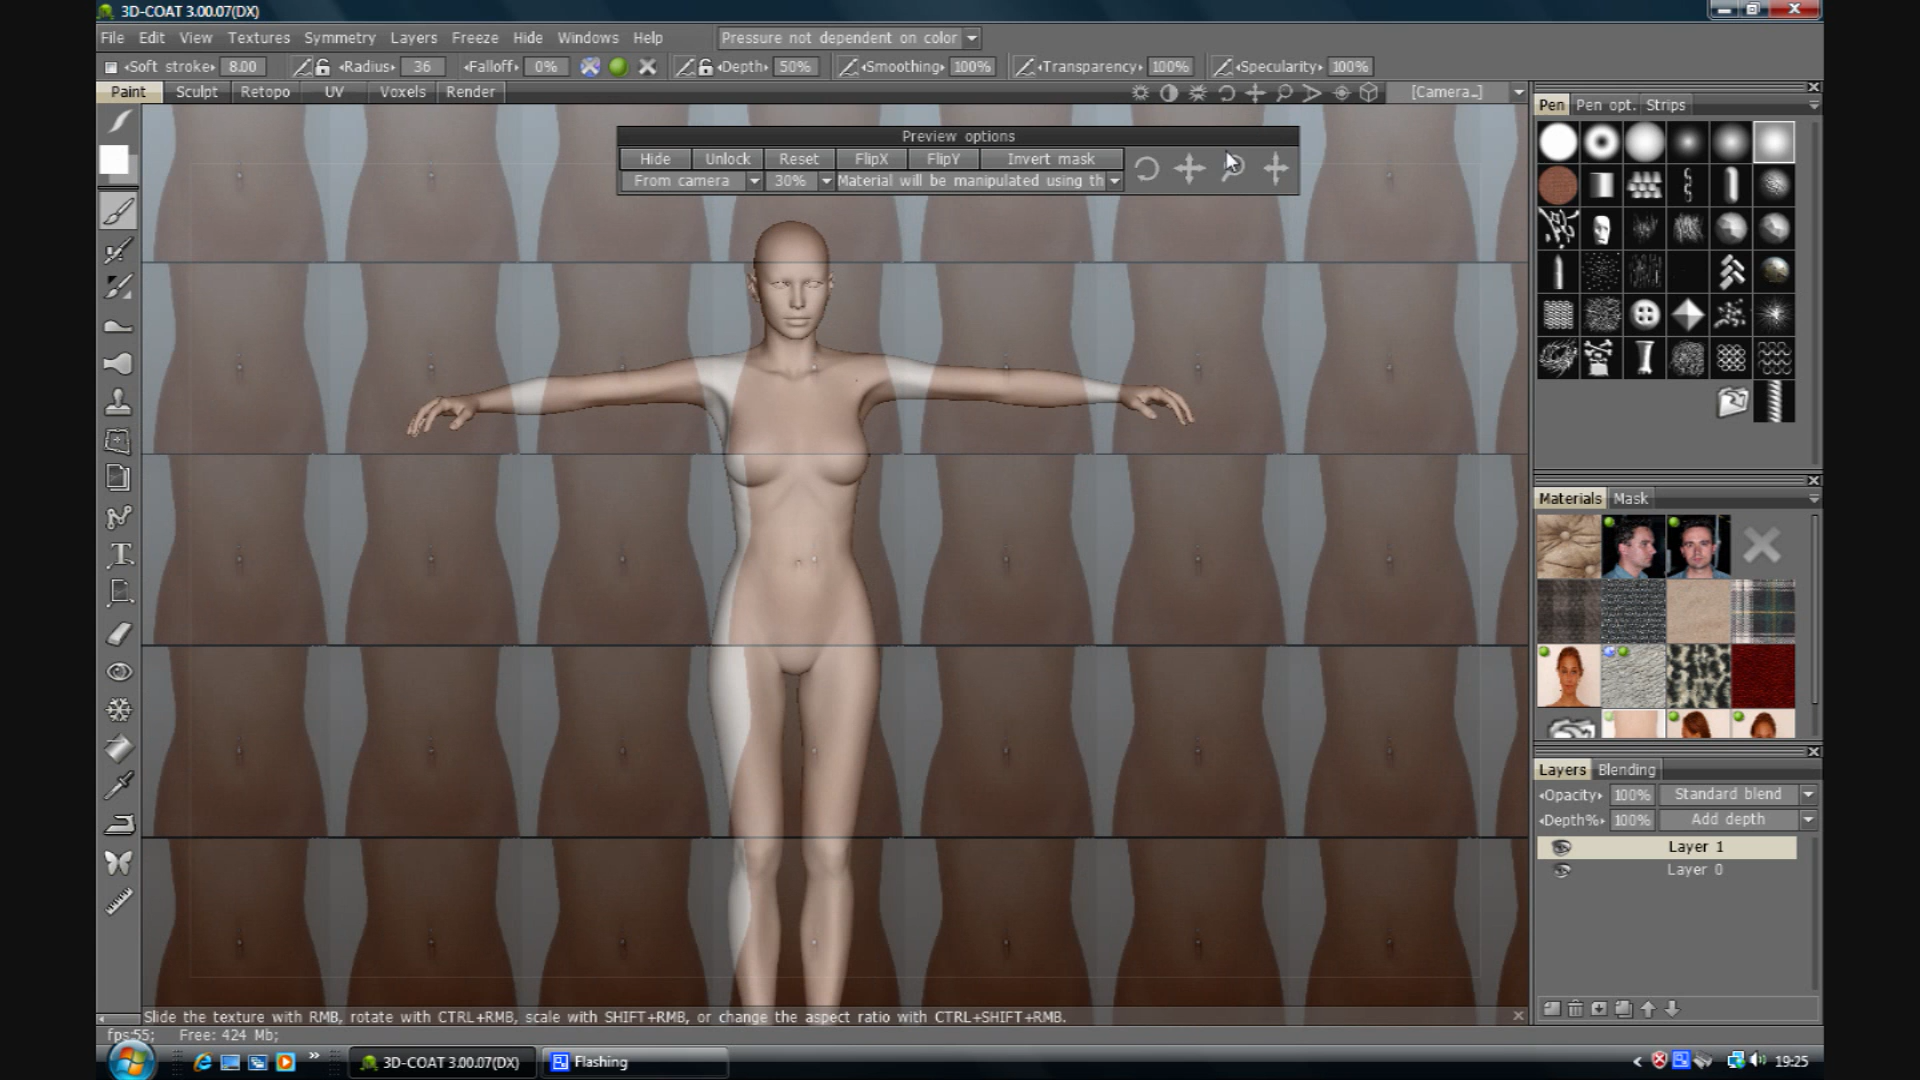 3D-COAT 3.00.07(DX)
File Edit View Textures Symmetry Layers Freeze Hide Windows Help Pressure not dependent on color
Soft stroke 8.00 Radius 36 Falloff 0% Depth 50% Smoothing 100% Transparency 100% Specularity 100%
Paint Sculpt Retopo UV Voxels Render [Camera_]
Pen Pen opt. Strips
Preview options
Hide Unlock Reset FlipX FlipY Invert mask
From camera 30% Material will be manipulated using th
Materials Mask
Layers Blending
Opacity 100% Standard blend
Depth% 100% Add depth
Layer 1
Layer 0
Slide the texture with RMB, rotate with CTRL+RMB, scale with SHIFT+RMB, or change the aspect ratio with CTRL+SHIFT+RMB.
fps:55; Free: 424 Mb;
3D-COAT 3.00.07(DX) Flashing 19:25